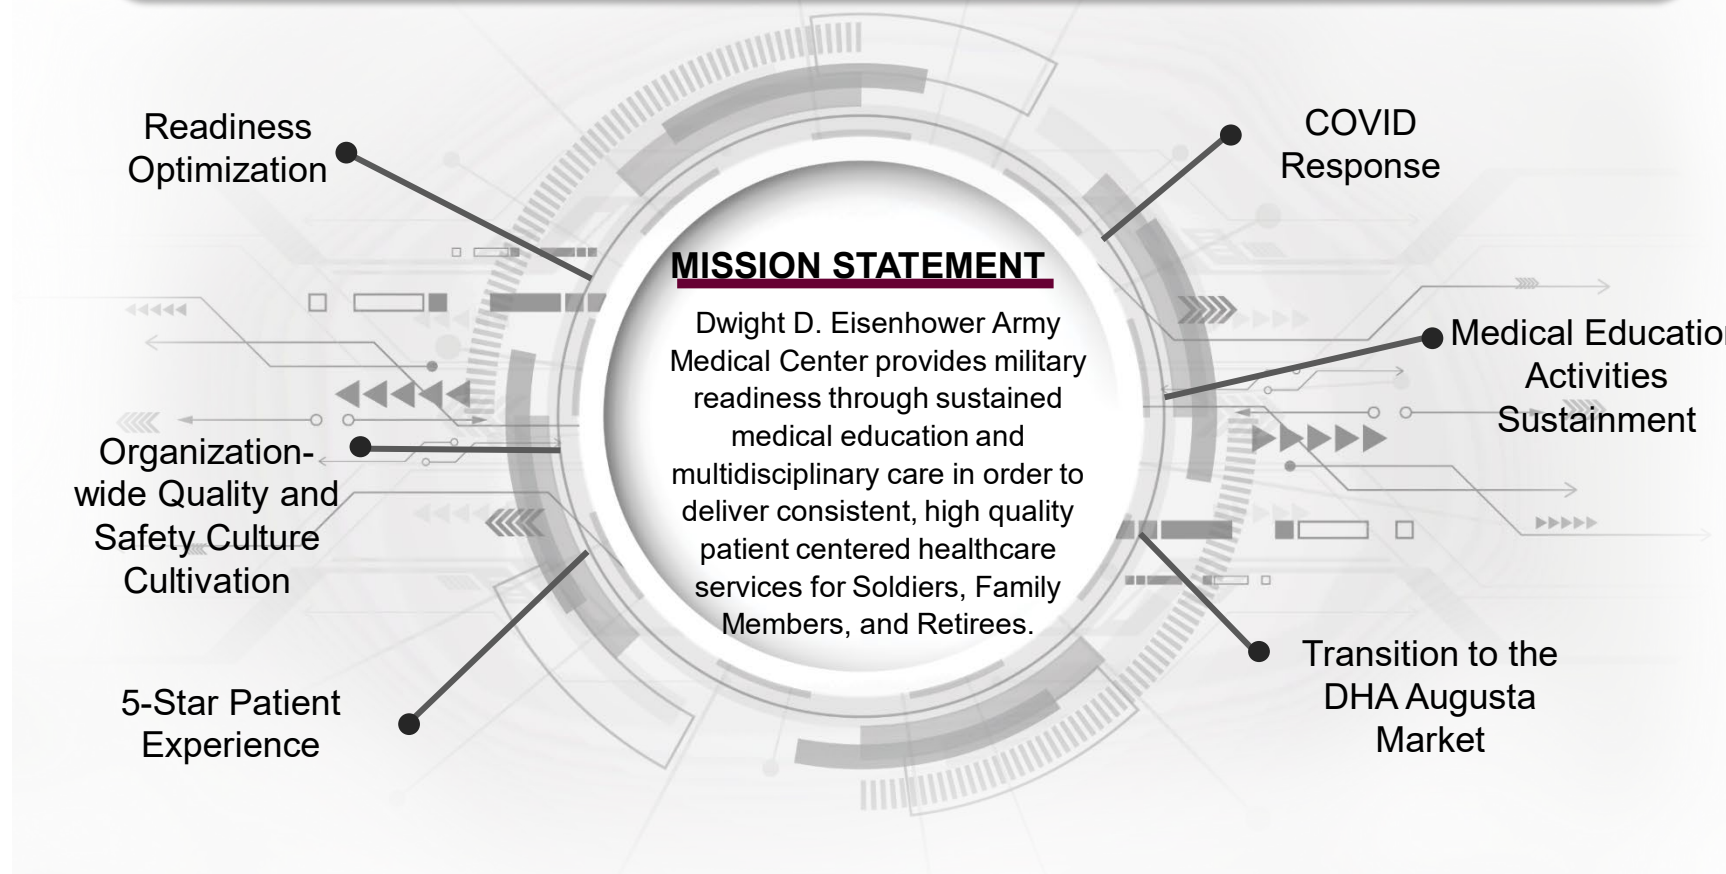 Readiness
Optimization
COVID
Response
MISSION STATEMENT
Dwight D. Eisenhower Army
Medical Center provides military
readiness through sustained
medical education and
multidisciplinary care in order to
deliver consistent, high quality
patient centered healthcare
services for Soldiers, Family
Members, and Retirees.
Medical Education
Activities
Sustainment
Organization-
wide Quality and
Safety Culture
Cultivation
5-Star Patient
Experience
Transition to the
DHA Augusta
Market